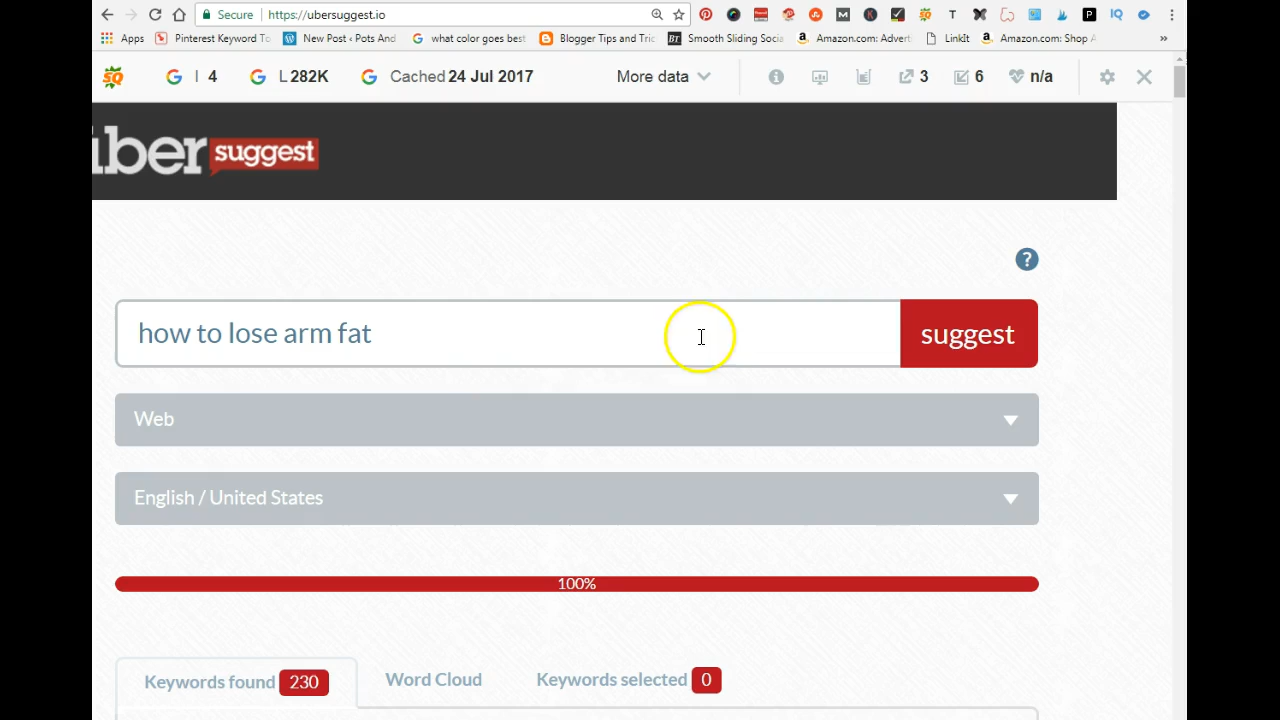 Secure https://ubersuggest.io
Apps Pinterest Keyword To New Post ‹ Pots And what color goes best Blogger Tips and Tric Smooth Sliding Socia Amazon.com: Advert LinkIt Amazon.com: Shop A »
SQ I 4 L 282K Cached 24 Jul 2017 More data 3 6 n/a
über suggest
?
how to lose arm fat suggest
Web
English / United States
100%
Keywords found 230 Word Cloud Keywords selected 0